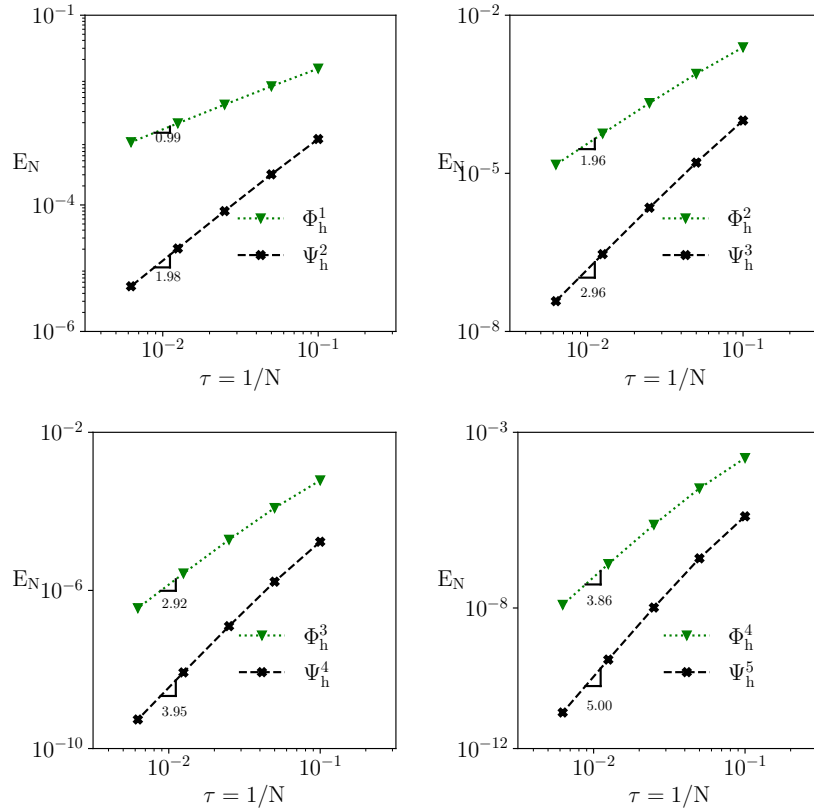 10⁻¹
0.99
E_N
10⁻⁴
Φ_h^1
Ψ_h^2
1.98
10⁻⁶
10⁻² 10⁻¹
τ = 1/N
10⁻²
1.96
E_N
10⁻⁵
Φ_h^2
Ψ_h^3
2.96
10⁻⁸
10⁻² 10⁻¹
τ = 1/N
10⁻²
E_N
10⁻⁶
2.92
Φ_h^3
Ψ_h^4
3.95
10⁻¹⁰
10⁻² 10⁻¹
τ = 1/N
10⁻³
E_N
3.86
10⁻⁸
Φ_h^4
Ψ_h^5
5.00
10⁻¹²
10⁻² 10⁻¹
τ = 1/N